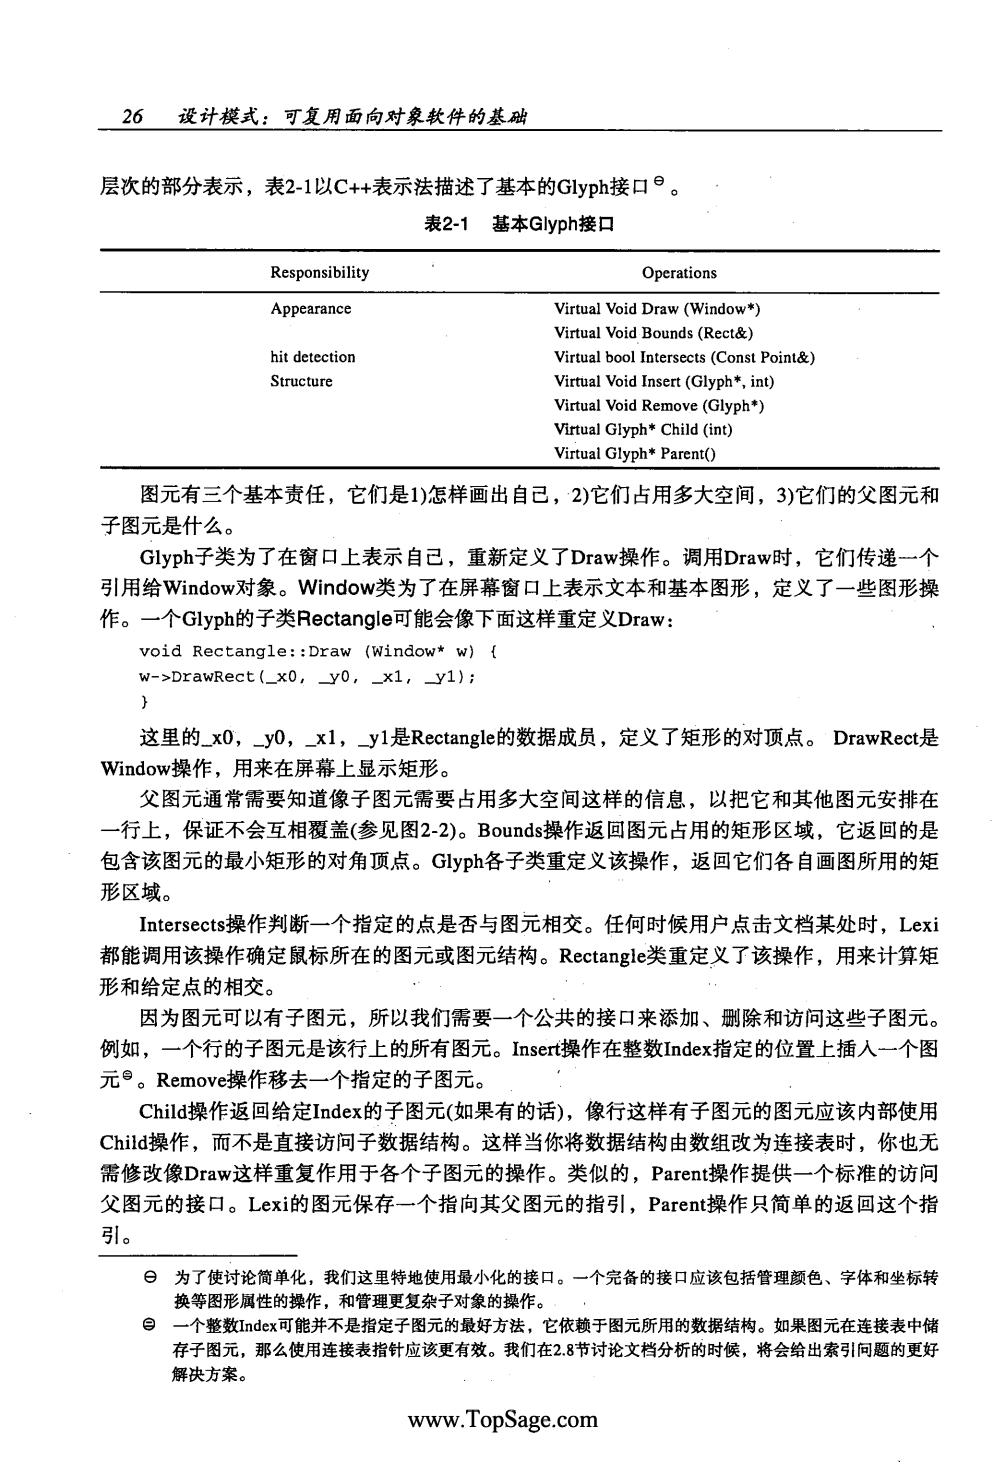 26 设计模式：可复用面向对象软件的基础
层次的部分表示，表2-1以C++表示法描述了基本的Glyph接口㊀。
表2-1 基本Glyph接口
Responsibility Operations
Appearance Virtual Void Draw (Window*)
Virtual Void Bounds (Rect&)
hit detection Virtual bool Intersects (Const Point&)
Structure Virtual Void Insert (Glyph*, int)
Virtual Void Remove (Glyph*)
Virtual Glyph* Child (int)
Virtual Glyph* Parent()
图元有三个基本责任，它们是1)怎样画出自己，2)它们占用多大空间，3)它们的父图元和
子图元是什么。
Glyph子类为了在窗口上表示自己，重新定义了Draw操作。调用Draw时，它们传递一个
引用给Window对象。Window类为了在屏幕窗口上表示文本和基本图形，定义了一些图形操
作。一个Glyph的子类Rectangle可能会像下面这样重定义Draw：
void Rectangle::Draw (Window* w) {
w->DrawRect(_x0, _y0, _x1, _y1);
}
这里的_x0，_y0，_x1，_y1是Rectangle的数据成员，定义了矩形的对顶点。 DrawRect是
Window操作，用来在屏幕上显示矩形。
父图元通常需要知道像子图元需要占用多大空间这样的信息，以把它和其他图元安排在
一行上，保证不会互相覆盖(参见图2-2)。Bounds操作返回图元占用的矩形区域，它返回的是
包含该图元的最小矩形的对角顶点。Glyph各子类重定义该操作，返回它们各自画图所用的矩
形区域。
Intersects操作判断一个指定的点是否与图元相交。任何时候用户点击文档某处时，Lexi
都能调用该操作确定鼠标所在的图元或图元结构。Rectangle类重定义了该操作，用来计算矩
形和给定点的相交。
因为图元可以有子图元，所以我们需要一个公共的接口来添加、删除和访问这些子图元。
例如，一个行的子图元是该行上的所有图元。Insert操作在整数Index指定的位置上插入一个图
元㊁。Remove操作移去一个指定的子图元。
Child操作返回给定Index的子图元(如果有的话)，像行这样有子图元的图元应该内部使用
Child操作，而不是直接访问子数据结构。这样当你将数据结构由数组改为连接表时，你也无
需修改像Draw这样重复作用于各个子图元的操作。类似的，Parent操作提供一个标准的访问
父图元的接口。Lexi的图元保存一个指向其父图元的指引，Parent操作只简单的返回这个指
引。
㊀ 为了使讨论简单化，我们这里特地使用最小化的接口。一个完备的接口应该包括管理颜色、字体和坐标转
换等图形属性的操作，和管理更复杂子对象的操作。
㊁ 一个整数Index可能并不是指定子图元的最好方法，它依赖于图元所用的数据结构。如果图元在连接表中储
存子图元，那么使用连接表指针应该更有效。我们在2.8节讨论文档分析的时候，将会给出索引问题的更好
解决方案。
www.TopSage.com